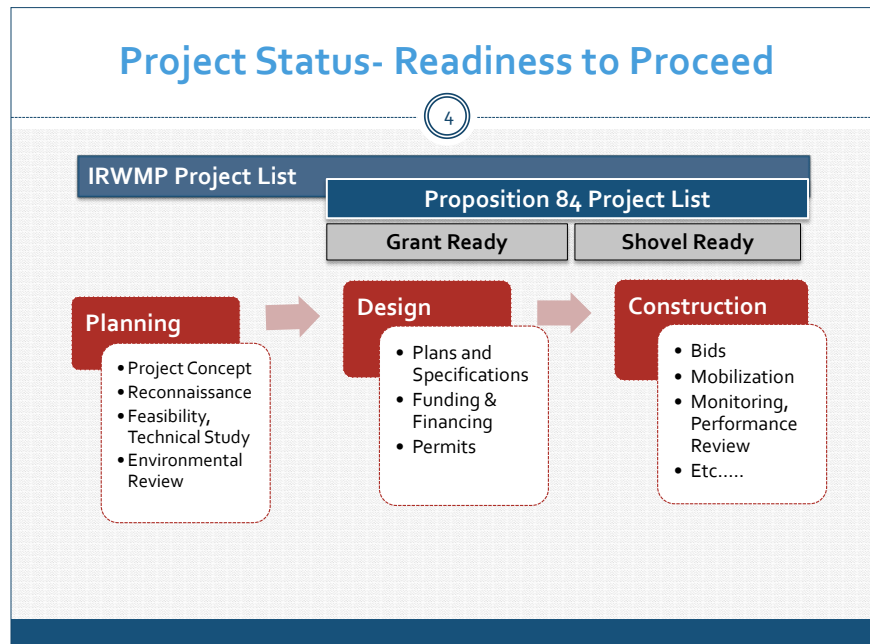 Project Status- Readiness to Proceed
4
IRWMP Project List
Proposition 84 Project List
Grant Ready
Shovel Ready
Planning
• Project Concept
• Reconnaissance
• Feasibility,
Technical Study
• Environmental
Review
Design
• Plans and
Specifications
• Funding &
Financing
• Permits
Construction
• Bids
• Mobilization
• Monitoring,
Performance
Review
• Etc.....